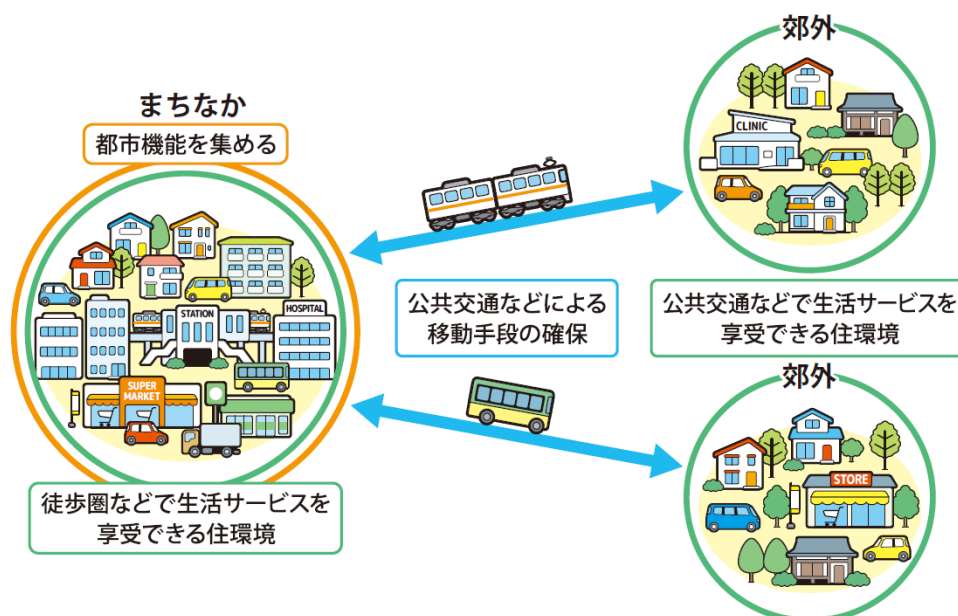 まちなか
都市機能を集める
STATION
HOSPITAL
SUPER
MARKET
徒歩圏などで生活サービスを
享受できる住環境
公共交通などによる
移動手段の確保
郊外
CLINIC
公共交通などで生活サービスを
享受できる住環境
郊外
STORE